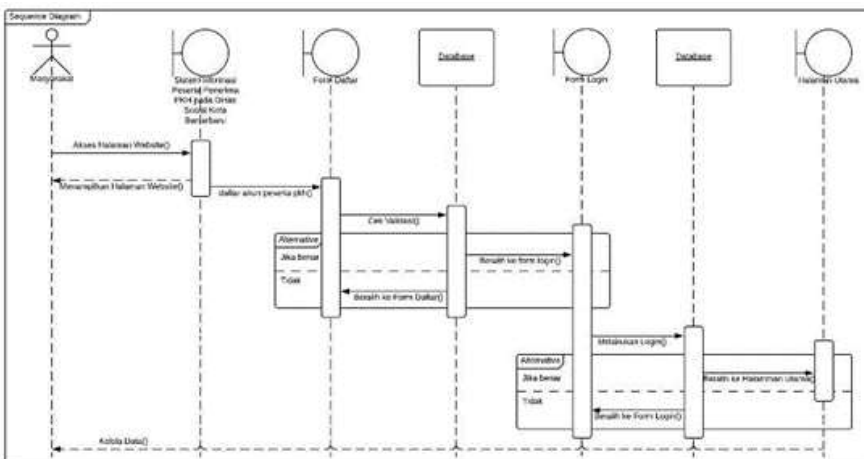 Sequence Diagram
Masyarakat
Sistem Informasi
Peserta Penerima
PKH pada Dinas
Sosial Kota
Banjarbaru
Form Daftar
Database
Form Login
Database
Halaman Utama
Akses Halaman Website()
Menampilkan Halaman Website()
daftar akun peserta pkh()
Cek Validasi()
Alternative
Jika benar
Beralih ke form login()
Tidak
Beralih ke Form Daftar()
Melakukan Login()
Alternative
Jika benar
Beralih ke Halamman Utama()
Tidak
Beralih ke Form Login()
Kelola Data()